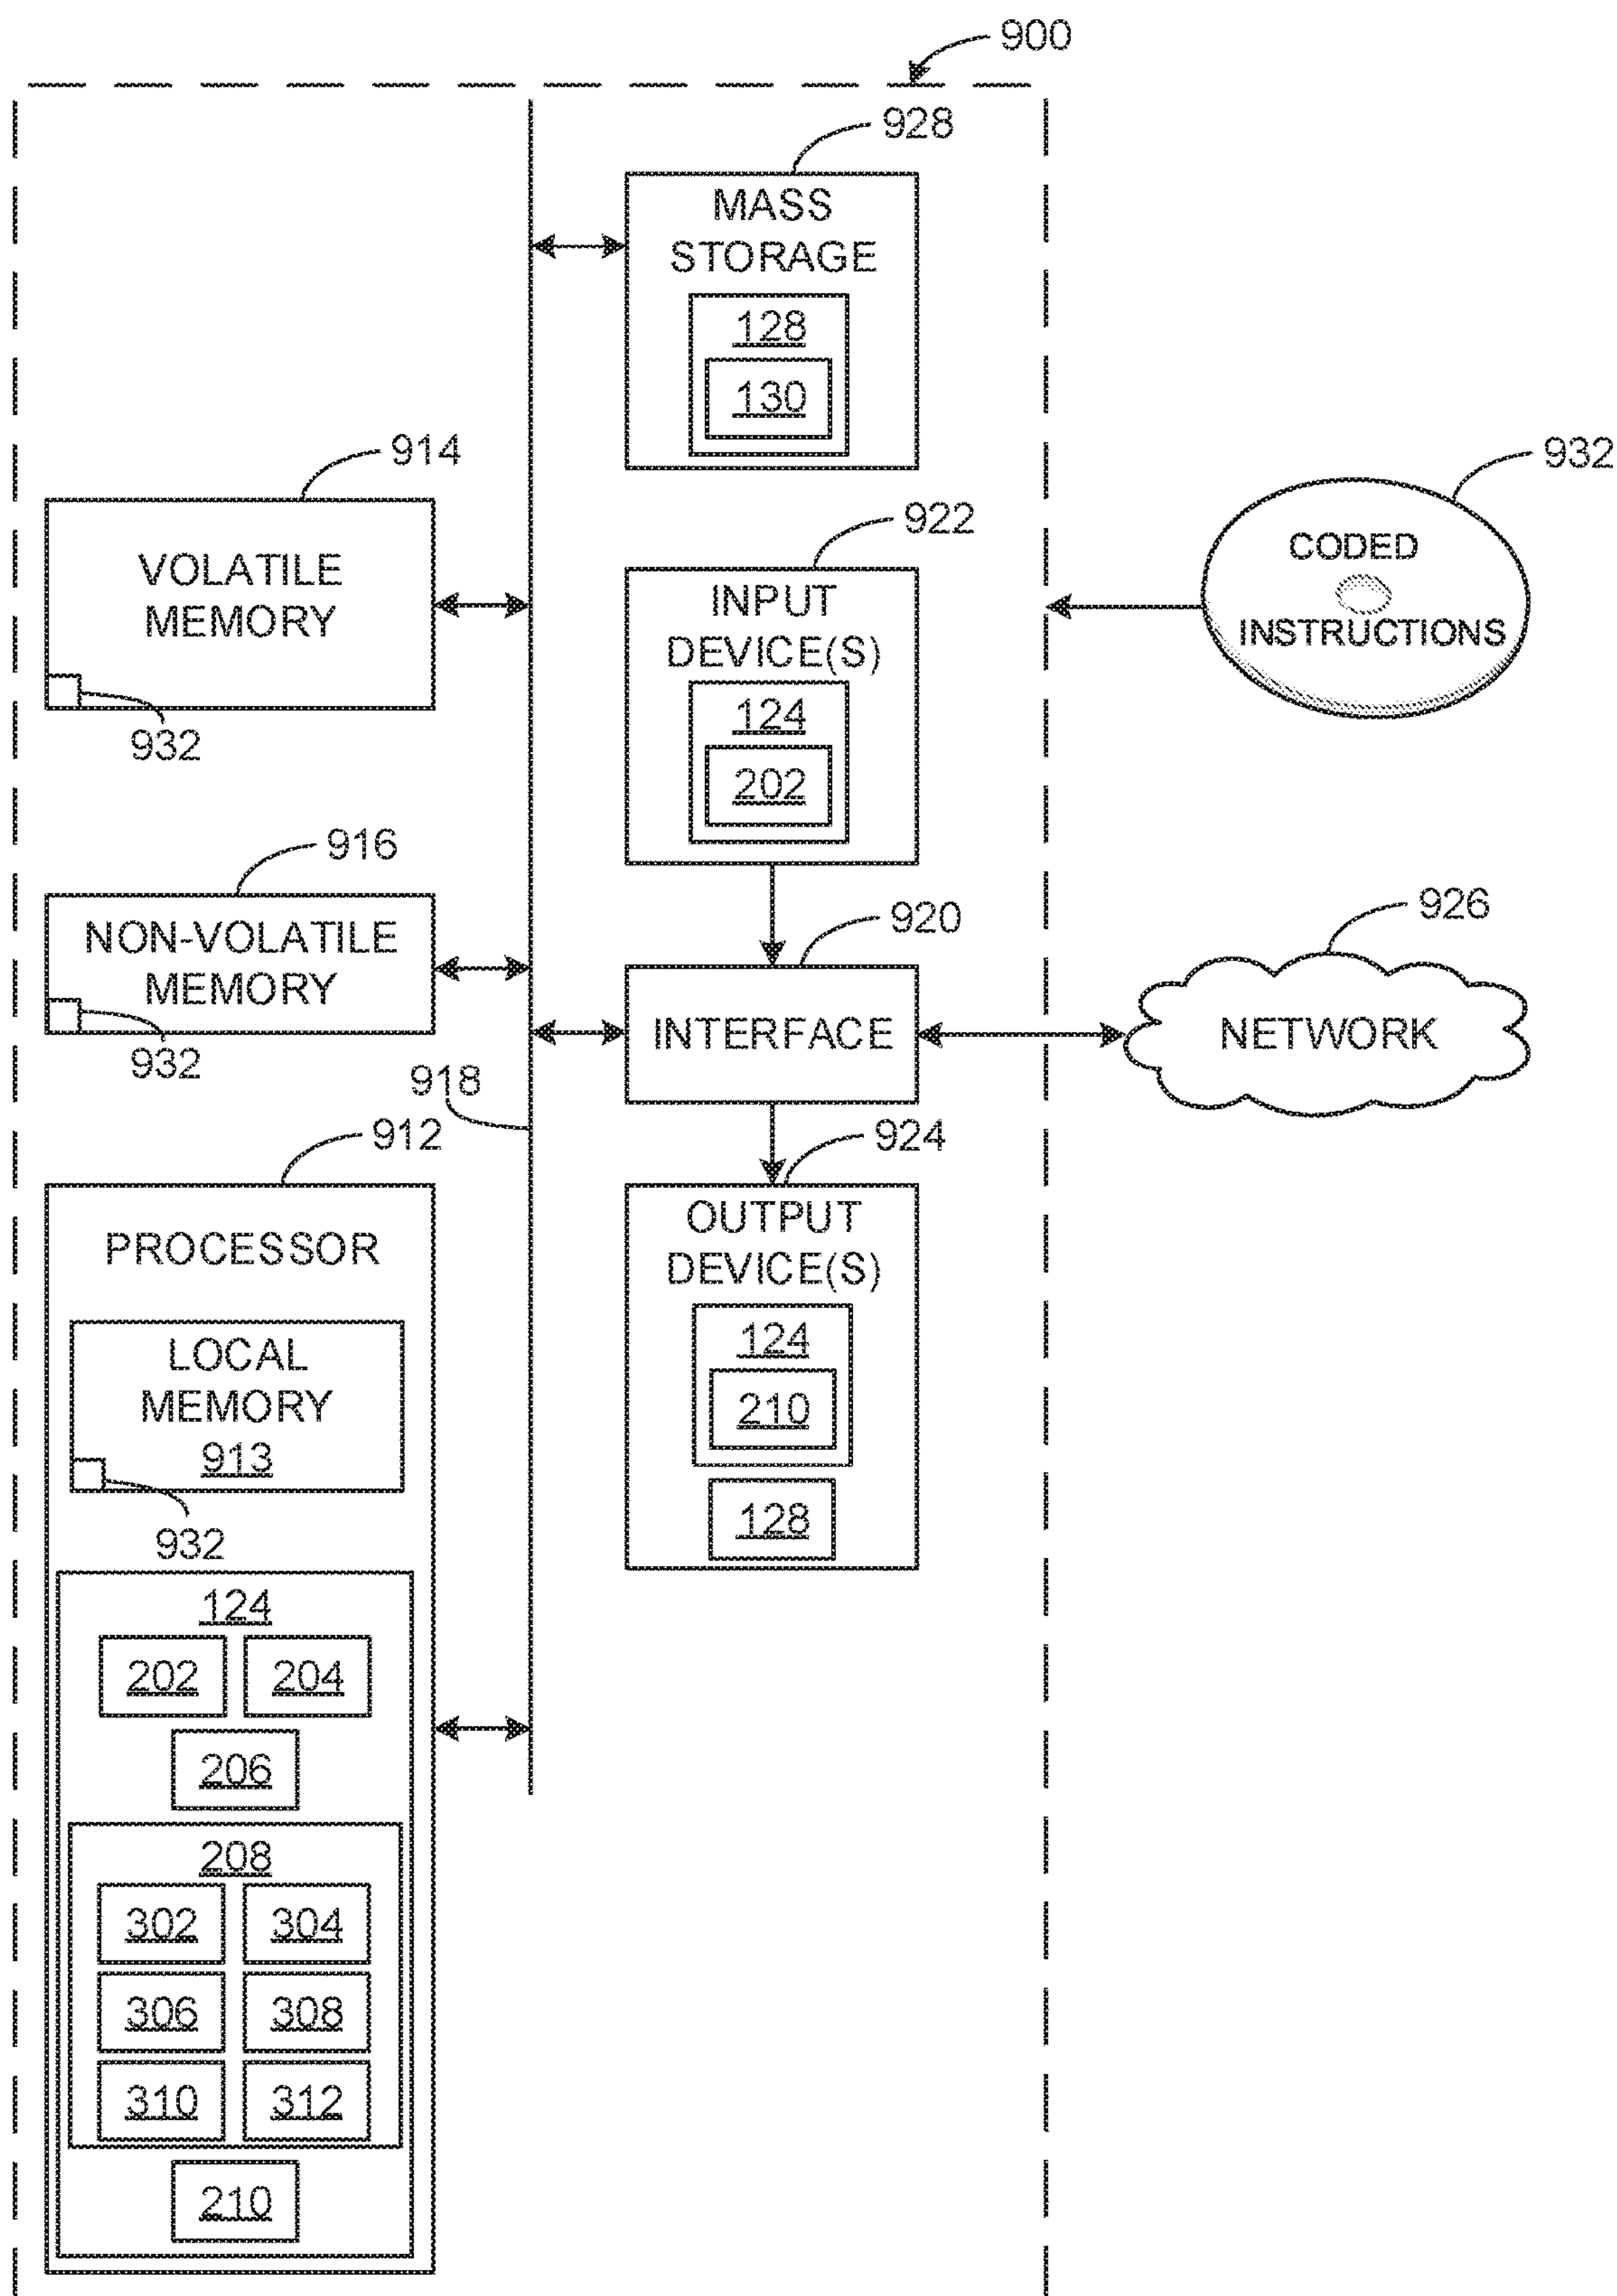 900
928
MASS
STORAGE
128
130
914
VOLATILE
MEMORY
932
922
INPUT
DEVICE(S)
124
202
932
CODED
INSTRUCTIONS
916
NON-VOLATILE
MEMORY
932
920
INTERFACE
926
NETWORK
918
912
PROCESSOR
LOCAL
MEMORY
913
932
924
OUTPUT
DEVICE(S)
124
210
128
124
202 204
206
208
302 304
306 308
310 312
210